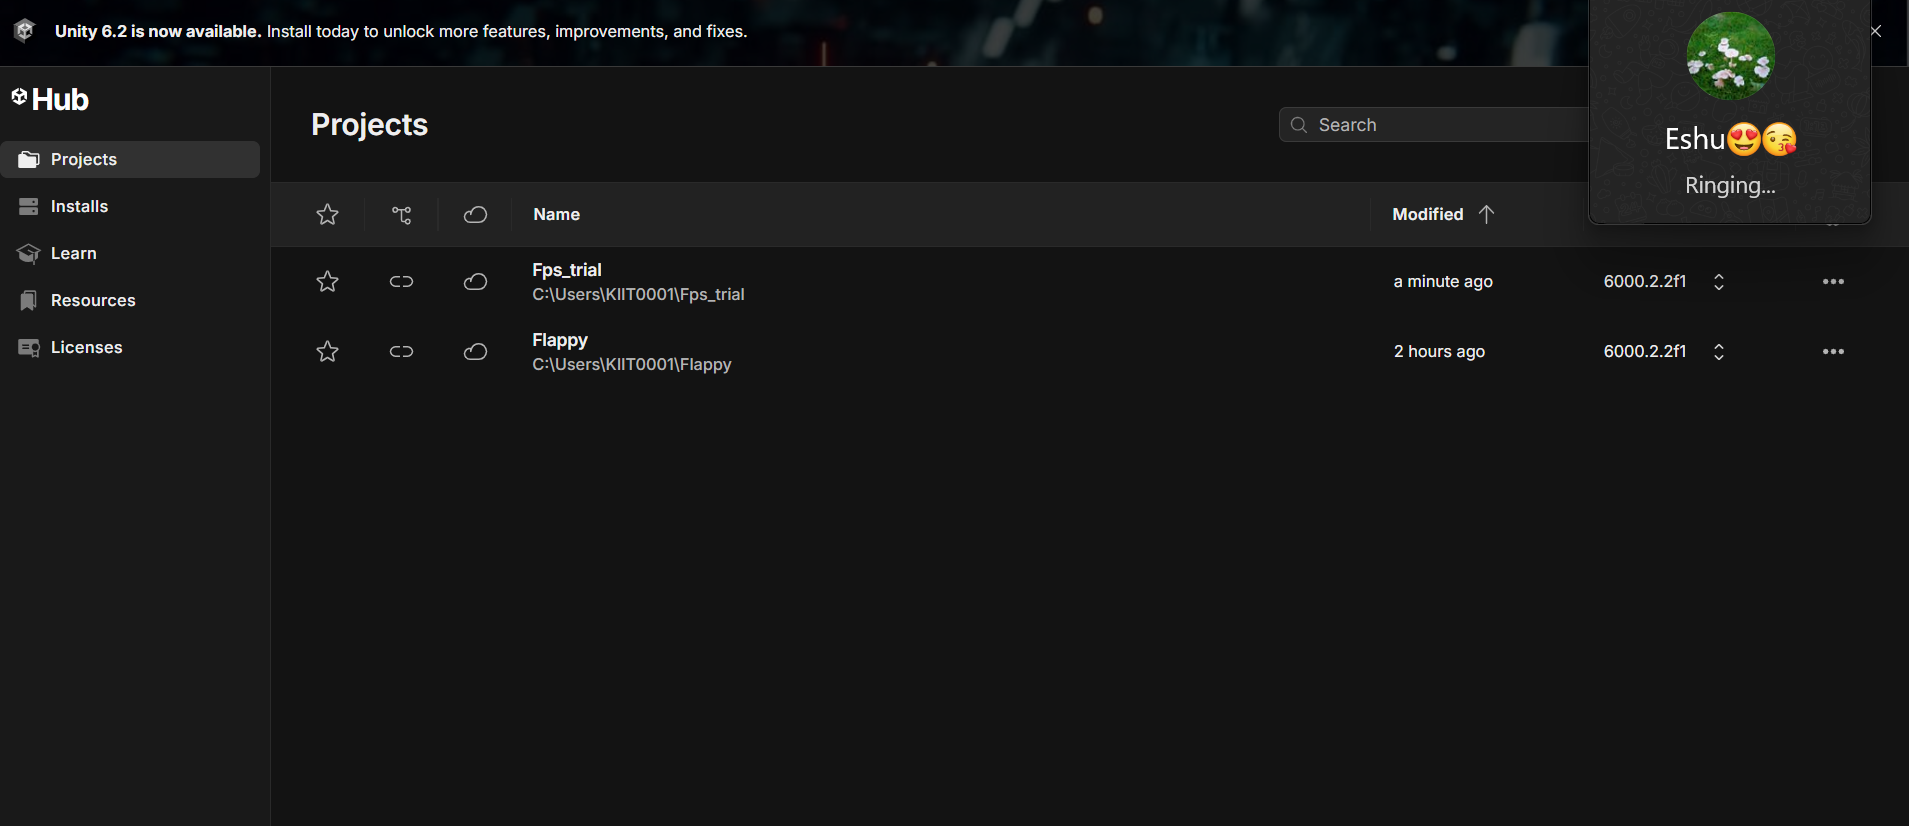 Unity 6.2 is now available. Install today to unlock more features, improvements, and fixes.
Hub
Projects
Installs
Learn
Resources
Licenses
Projects
Search
Name
Modified
Fps_trial
C:\Users\KIIT0001\Fps_trial
a minute ago
6000.2.2f1
Flappy
C:\Users\KIIT0001\Flappy
2 hours ago
6000.2.2f1
Eshu😍😘
Ringing...